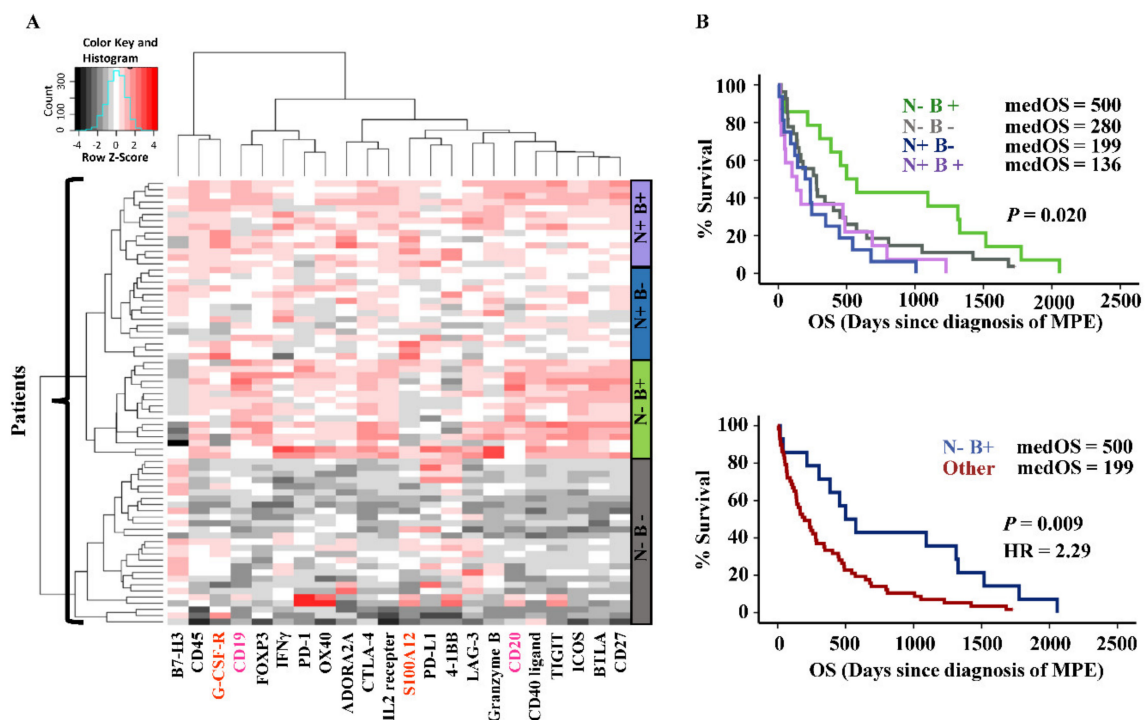 A
Color Key and
Histogram
Count
0 100 300
-4 -2 0 2 4
Row Z-Score
Patients
N+ B+
N+ B-
N- B+
N- B -
B7-H3
CD45
G-CSF-R
CD19
FOXP3
IFNγ
PD-1
OX40
ADORA2A
CTLA-4
IL2 recepter
S100A12
PD-L1
4-1BB
LAG-3
Granzyme B
CD20
CD40 ligand
TIGIT
ICOS
BTLA
CD27
B
% Survival
100
80
60
40
20
0
N- B + medOS = 500
N- B - medOS = 280
N+ B- medOS = 199
N+ B + medOS = 136
P = 0.020
0 500 1000 1500 2000 2500
OS (Days since diagnosis of MPE)
% Survival
100
80
60
40
20
0
N- B+ medOS = 500
Other medOS = 199
P = 0.009
HR = 2.29
0 500 1000 1500 2000 2500
OS (Days since diagnosis of MPE)